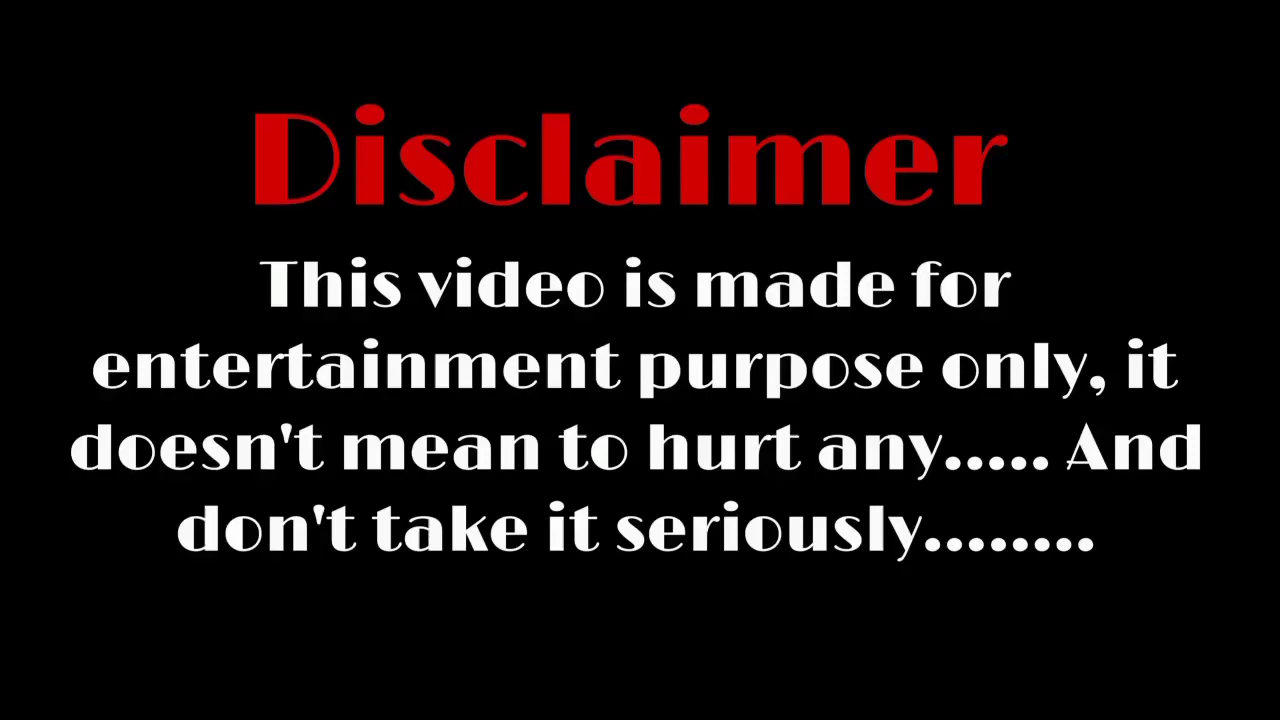 Disclaimer
This video is made for
entertainment purpose only, it
doesn't mean to hurt any..... And
don't take it seriously........